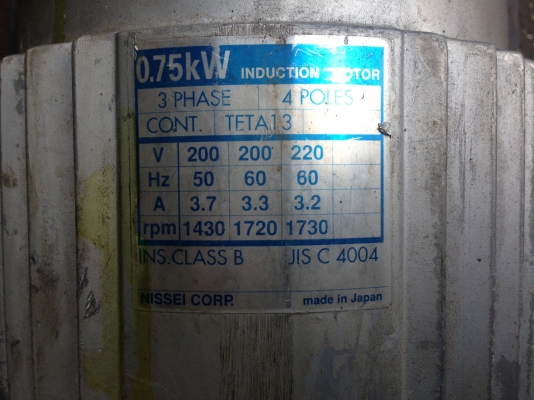 0.75kW INDUCTION MOTOR
3 PHASE 4 POLES
CONT. TFTA13
V 200 200 220
Hz 50 60 60
A 3.7 3.3 3.2
rpm 1430 1720 1730
INS.CLASS B JIS C 4004
NISSEI CORP. made in Japan